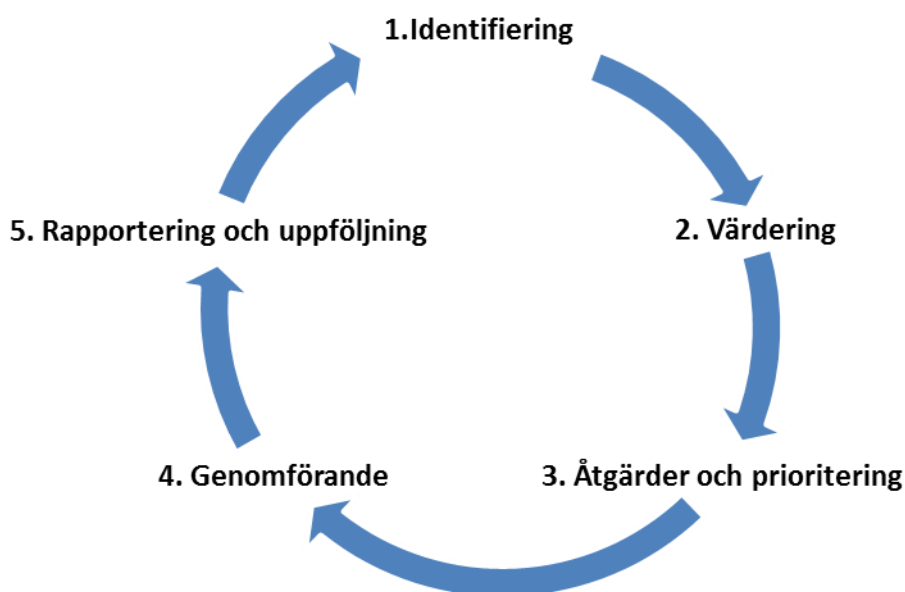 1.Identifiering
2. Värdering
3. Åtgärder och prioritering
4. Genomförande
5. Rapportering och uppföljning